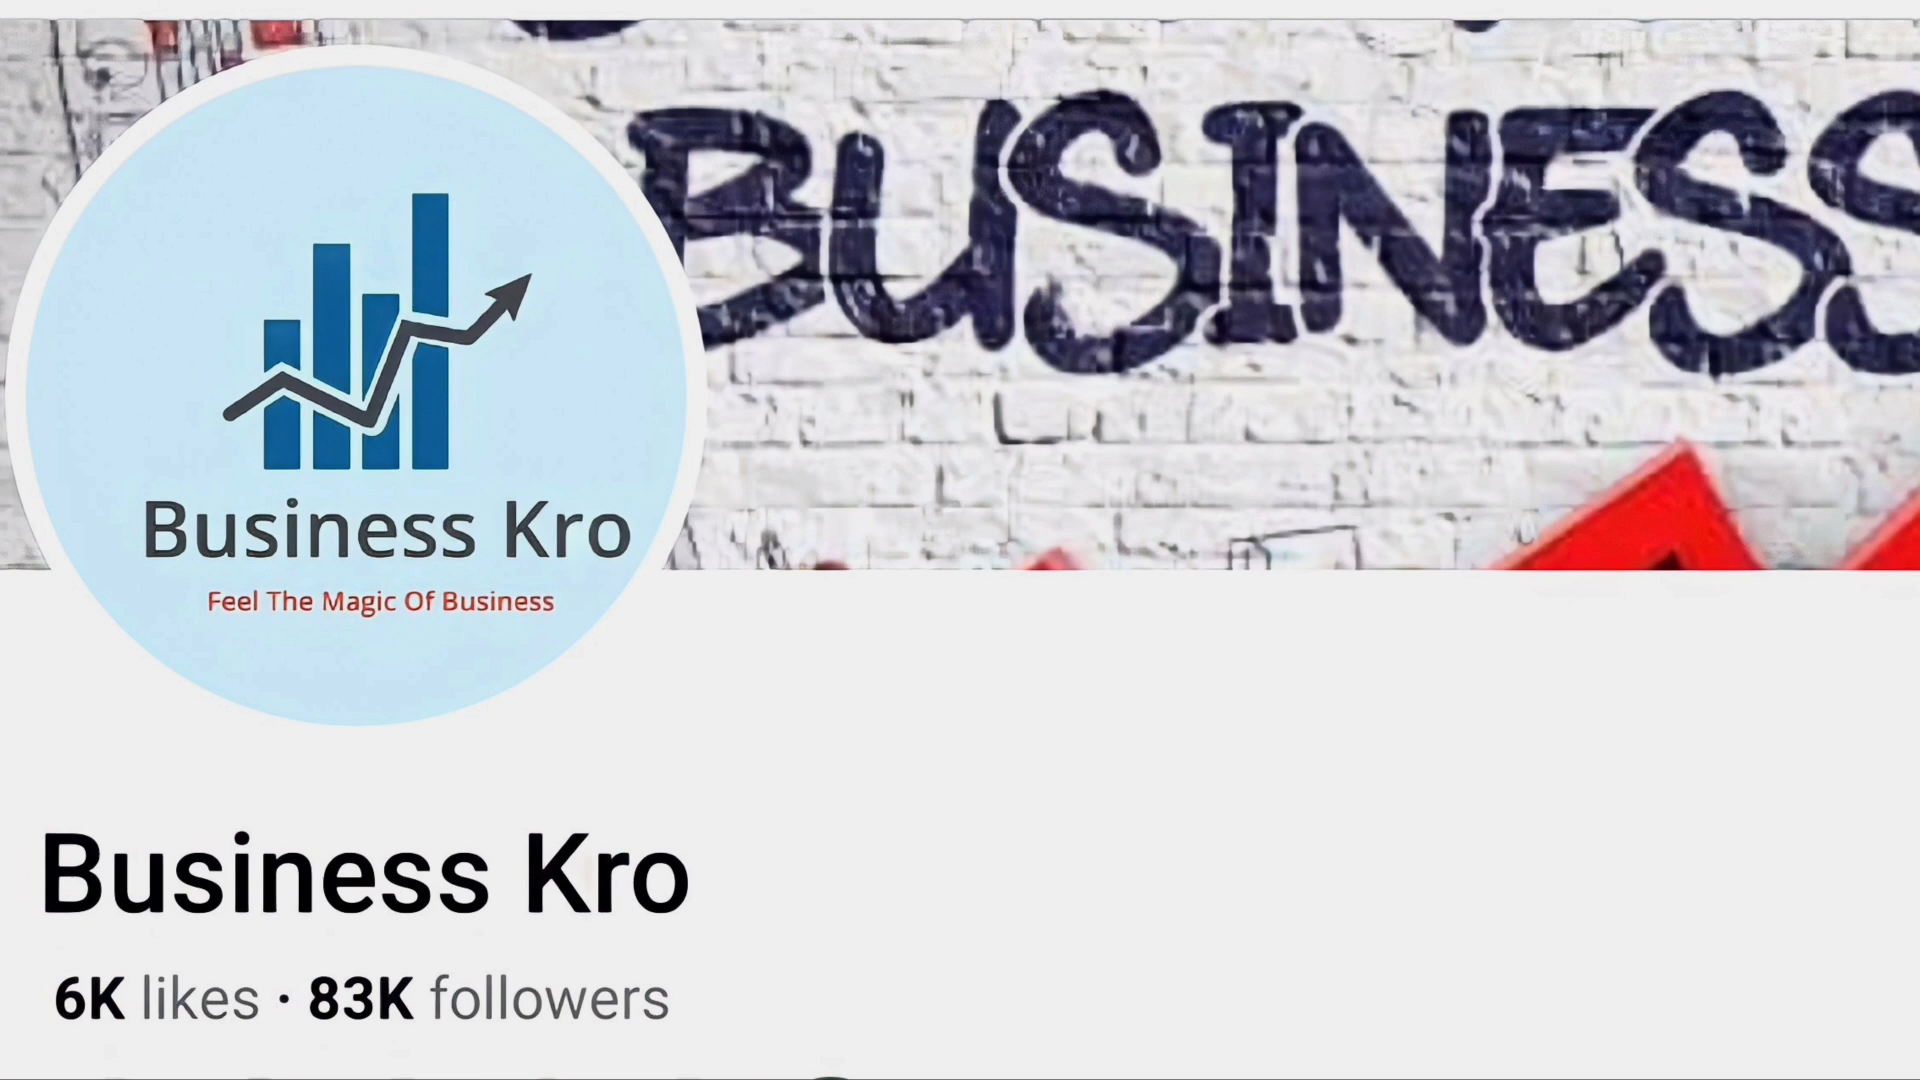 BUSINESS
Business Kro
Feel The Magic Of Business
Business Kro
6K likes · 83K followers